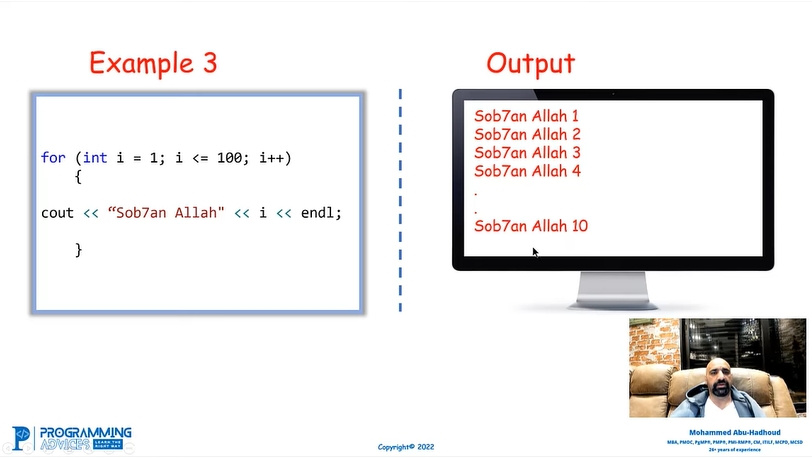 Example 3
for (int i = 1; i <= 100; i++)
{
cout << “Sob7an Allah" << i << endl;
}
Output
Sob7an Allah 1
Sob7an Allah 2
Sob7an Allah 3
Sob7an Allah 4
.
.
Sob7an Allah 10
PROGRAMMING
ADVICES LEARN THE RIGHT WAY
Copyright© 2022
Mohammed Abu-Hadhoud
MBA, PMOC, PgMP®, PMP®, PMI-RMP®, CM, ITILF, MCPD, MCSD
26+ years of experience